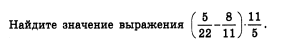 Найдите значение выражения (5/22 − 8/11) · 11/5.